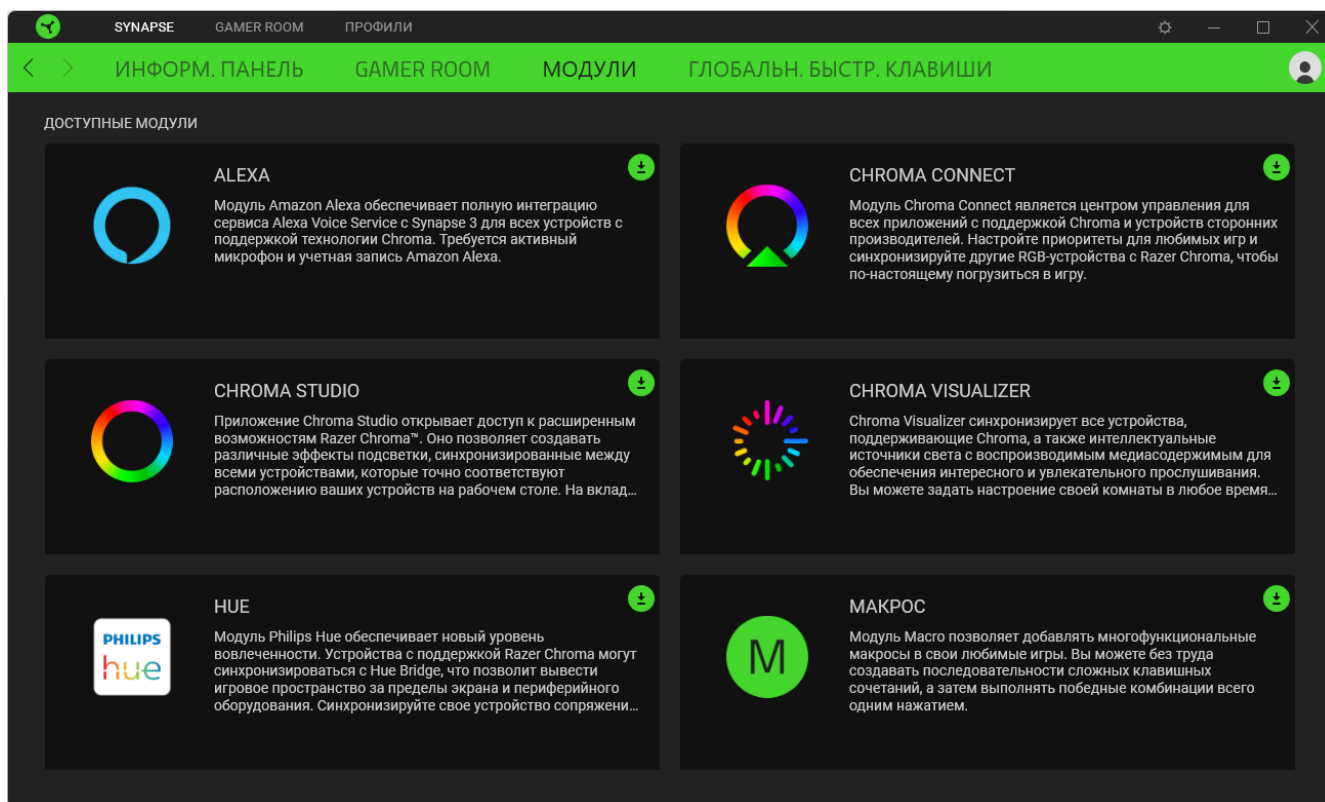 SYNAPSE GAMER ROOM ПРОФИЛИ
ИНФОРМ. ПАНЕЛЬ GAMER ROOM МОДУЛИ ГЛОБАЛЬН. БЫСТР. КЛАВИШИ
ДОСТУПНЫЕ МОДУЛИ
ALEXA
Модуль Amazon Alexa обеспечивает полную интеграцию
сервиса Alexa Voice Service с Synapse 3 для всех устройств с
поддержкой технологии Chroma. Требуется активный
микрофон и учетная запись Amazon Alexa.
CHROMA CONNECT
Модуль Chroma Connect является центром управления для
всех приложений с поддержкой Chroma и устройств сторонних
производителей. Настройте приоритеты для любимых игр и
синхронизируйте другие RGB-устройства с Razer Chroma, чтобы
по-настоящему погрузиться в игру.
CHROMA STUDIO
Приложение Chroma Studio открывает доступ к расширенным
возможностям Razer Chroma™. Оно позволяет создавать
различные эффекты подсветки, синхронизированные между
всеми устройствами, которые точно соответствуют
расположению ваших устройств на рабочем столе. На вклад...
CHROMA VISUALIZER
Chroma Visualizer синхронизирует все устройства,
поддерживающие Chroma, а также интеллектуальные
источники света с воспроизводимым медиасодержимым для
обеспечения интересного и увлекательного прослушивания.
Вы можете задать настроение своей комнаты в любое время...
PHILIPS
hue
HUE
Модуль Philips Hue обеспечивает новый уровень
вовлеченности. Устройства с поддержкой Razer Chroma могут
синхронизироваться с Hue Bridge, что позволит вывести
игровое пространство за пределы экрана и периферийного
оборудования. Синхронизируйте свое устройство сопряжени...
M
МАКРОС
Модуль Macro позволяет добавлять многофункциональные
макросы в свои любимые игры. Вы можете без труда
создавать последовательности сложных клавишных
сочетаний, а затем выполнять победные комбинации всего
одним нажатием.